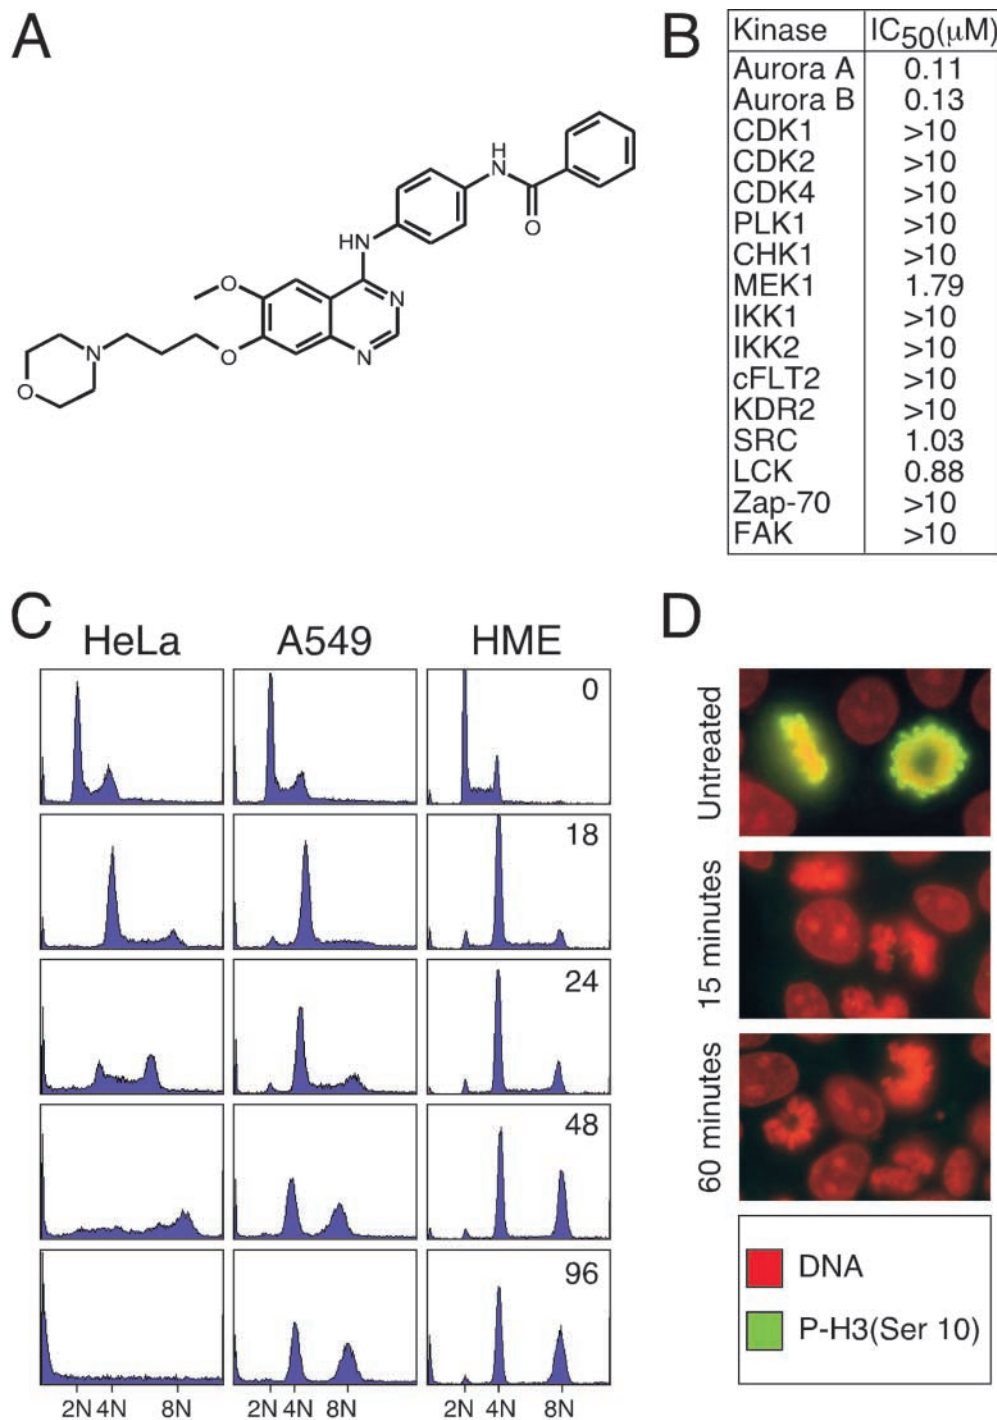 A
H
N
O
HN
O
N
N
O
N
O
B
Kinase IC50(μM)
Aurora A 0.11
Aurora B 0.13
CDK1 >10
CDK2 >10
CDK4 >10
PLK1 >10
CHK1 >10
MEK1 1.79
IKK1 >10
IKK2 >10
cFLT2 >10
KDR2 >10
SRC 1.03
LCK 0.88
Zap-70 >10
FAK >10
C
HeLa A549 HME
0
18
24
48
96
2N 4N 8N 2N 4N 8N 2N 4N 8N
D
Untreated
15 minutes
60 minutes
DNA
P-H3(Ser 10)